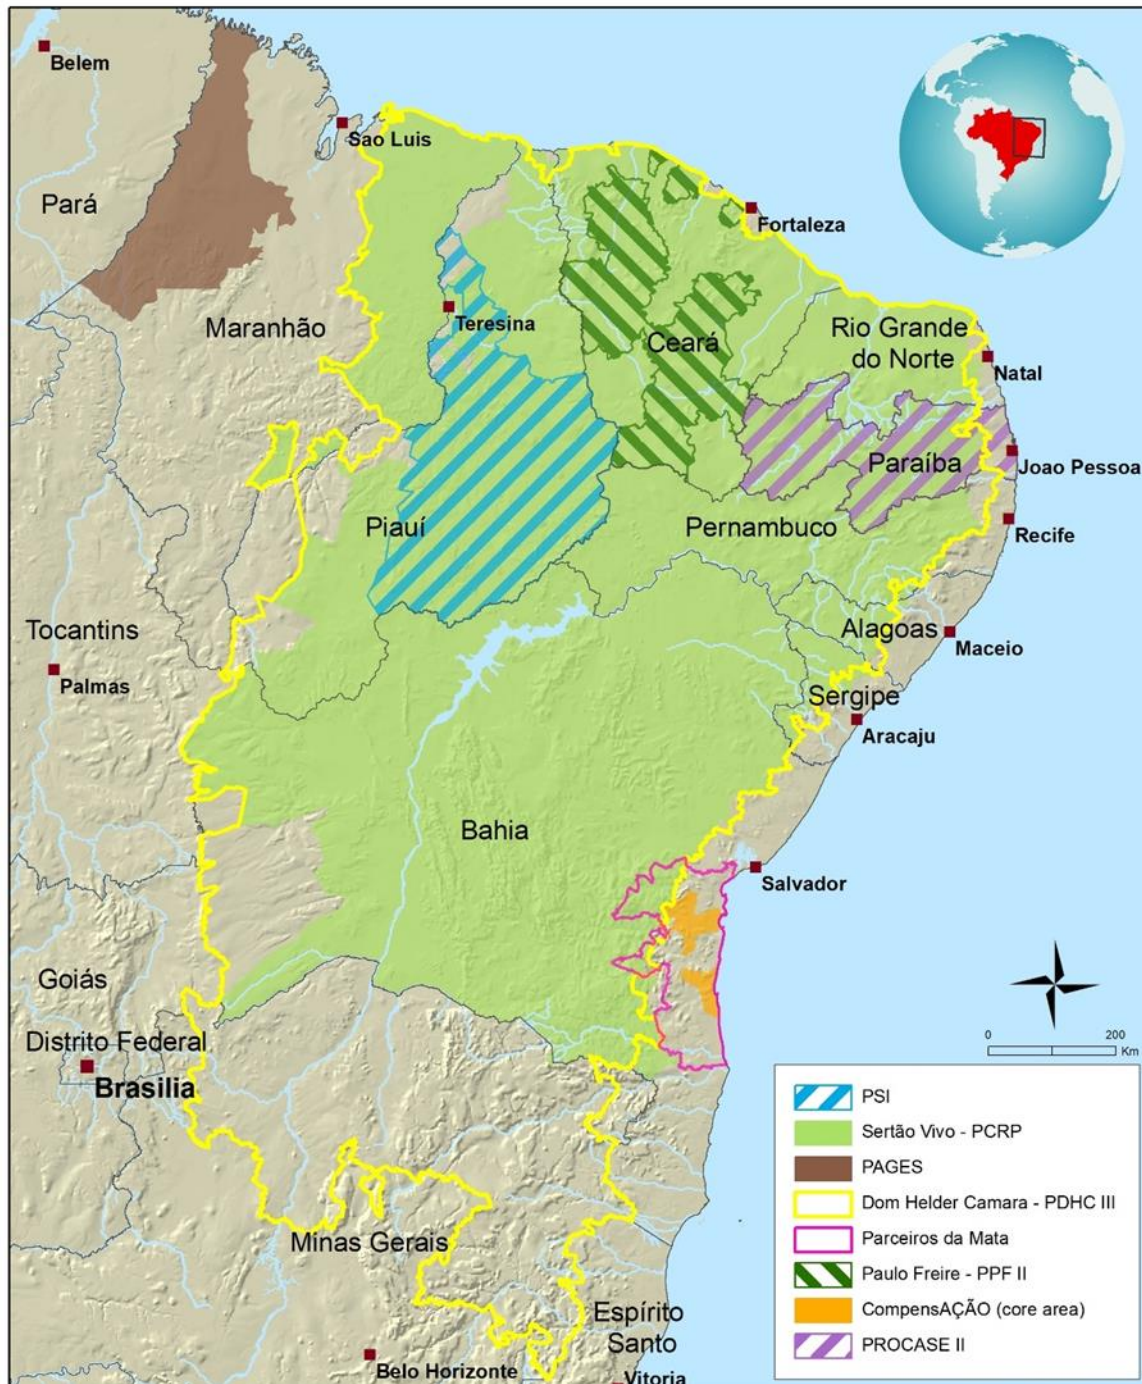 Belem
Sao Luis
Pará
Fortaleza
Maranhão
Teresina
Ceará
Rio Grande
do Norte
Natal
Paraíba
Joao Pessoa
Piauí
Pernambuco
Recife
Tocantins
Alagoas
Maceio
Palmas
Sergipe
Aracaju
Bahia
Salvador
Goiás
Distrito Federal
Brasilia
0 200
Km
Minas Gerais
Espírito
Santo
Belo Horizonte
Vitoria
PSI
Sertão Vivo - PCRP
PAGES
Dom Helder Camara - PDHC III
Parceiros da Mata
Paulo Freire - PPF II
CompensAÇÃO (core area)
PROCASE II